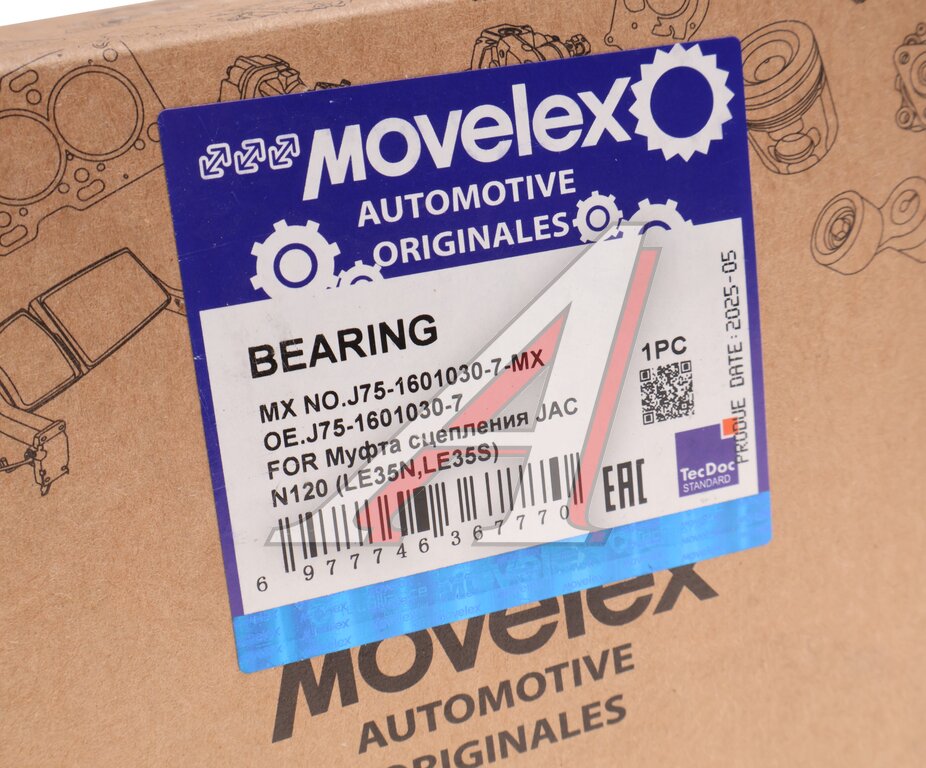 MOVelex
AUTOMOTIVE
ORIGINALES
BEARING
MX NO.J75-1601030-7-MX
OE.J75-1601030-7
FOR Муфта сцепления JAC
N120 (LE35N,LE35S)
6 977746 367770
1PC
EAC
TecDoc
STANDARD
PRODUE DATE: 2025-05
MOVelex
AUTOMOTIVE
ORIGINALES